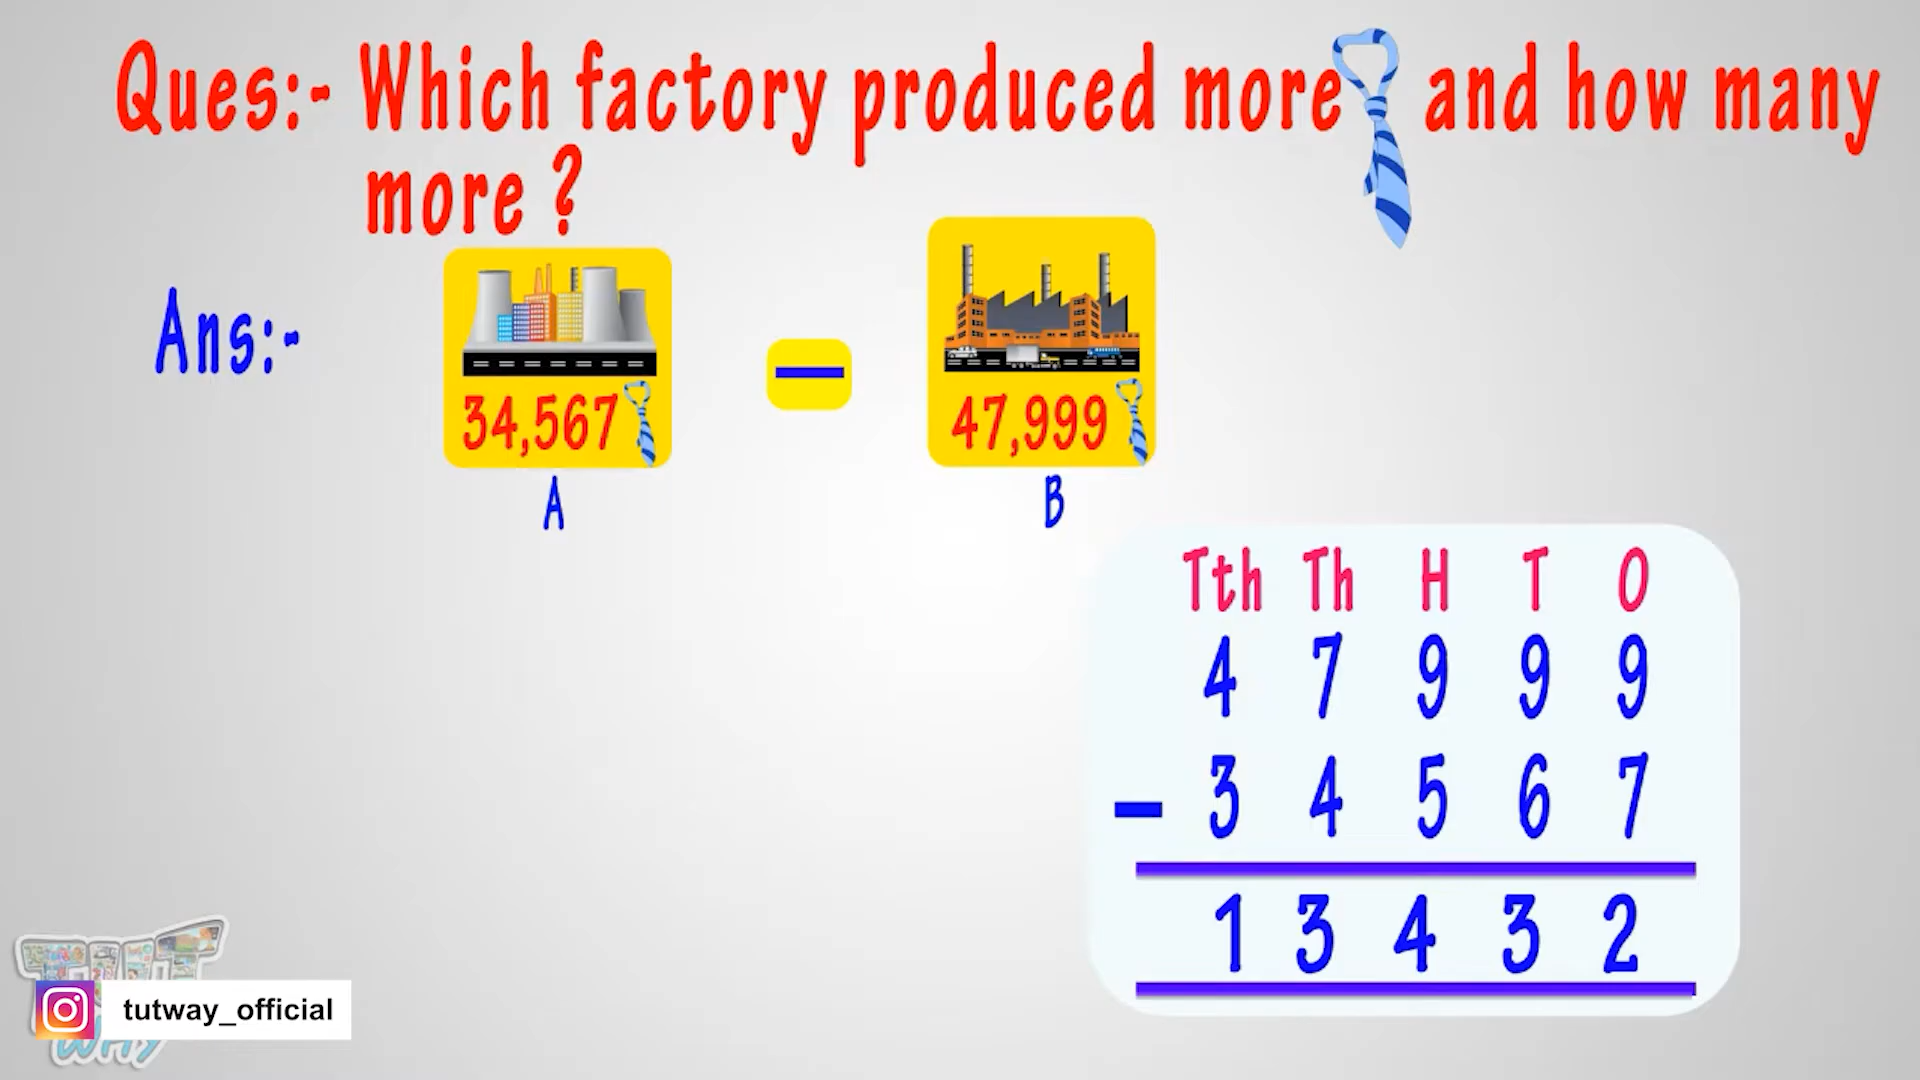 Ques:- Which factory produced more and how many
more ?
Ans:-
34,567
47,999
A
B
Tth Th H T O
4 7 9 9 9
- 3 4 5 6 7
1 3 4 3 2
tutway_official